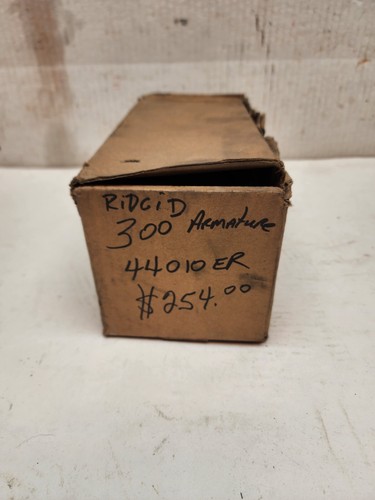 RiDGiD
300 ARMATURE
44010ER
$254.00